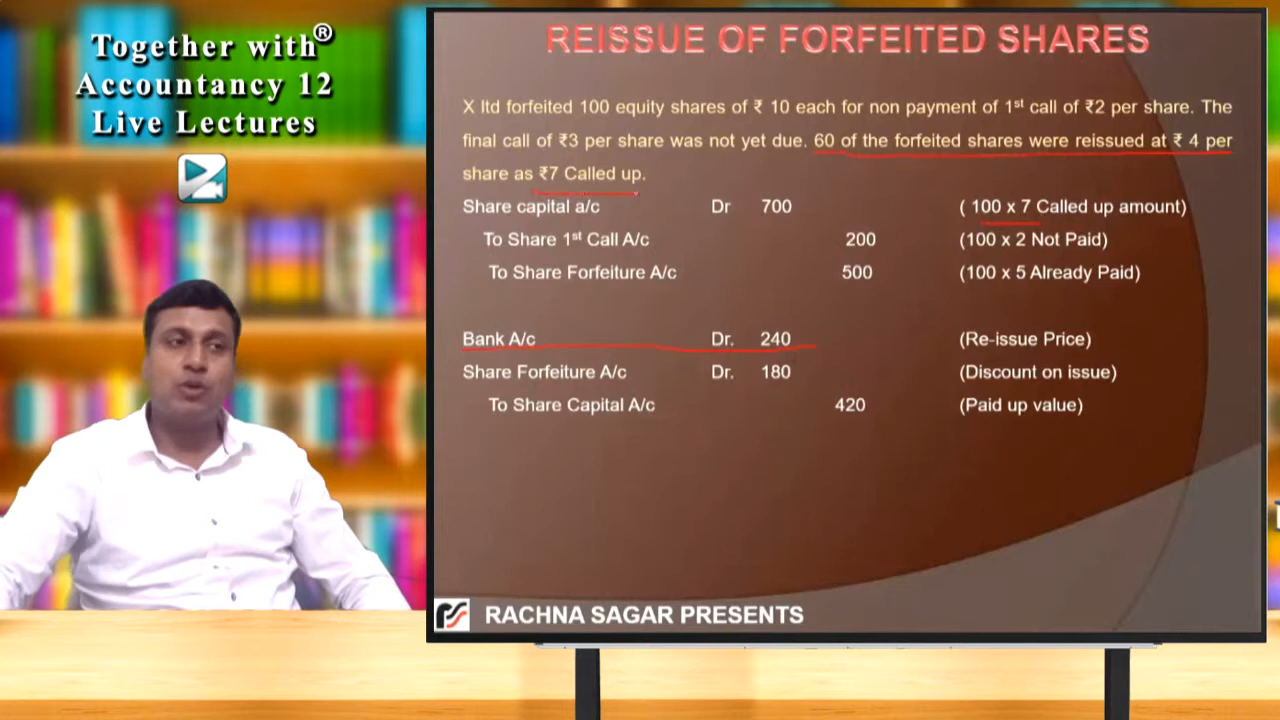 Together with®
Accountancy 12
Live Lectures
REISSUE OF FORFEITED SHARES
X ltd forfeited 100 equity shares of ₹ 10 each for non payment of 1st call of ₹2 per share. The
final call of ₹3 per share was not yet due. 60 of the forfeited shares were reissued at ₹ 4 per
share as ₹7 Called up.
Share capital a/c Dr 700 ( 100 x 7 Called up amount)
To Share 1st Call A/c 200 (100 x 2 Not Paid)
To Share Forfeiture A/c 500 (100 x 5 Already Paid)
Bank A/c Dr. 240 (Re-issue Price)
Share Forfeiture A/c Dr. 180 (Discount on issue)
To Share Capital A/c 420 (Paid up value)
RACHNA SAGAR PRESENTS